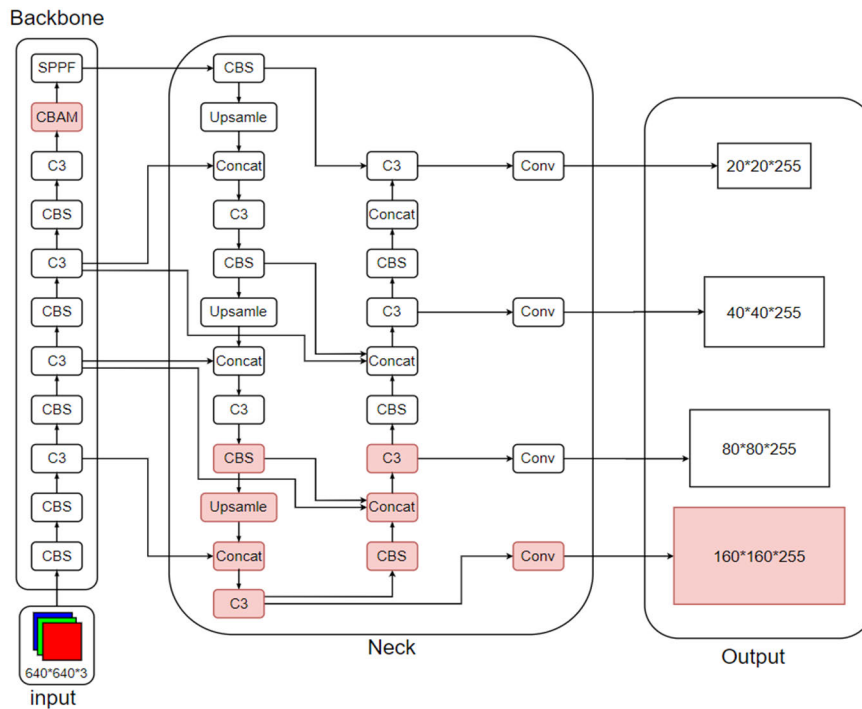 Backbone
SPPF
CBAM
C3
CBS
C3
CBS
C3
CBS
C3
CBS
CBS
640*640*3
input
CBS
Upsamle
Concat
C3
CBS
Upsamle
Concat
C3
CBS
Upsamle
Concat
C3
C3
Concat
CBS
C3
Concat
CBS
C3
Concat
CBS
Conv
Conv
Conv
Conv
Neck
20*20*255
40*40*255
80*80*255
160*160*255
Output